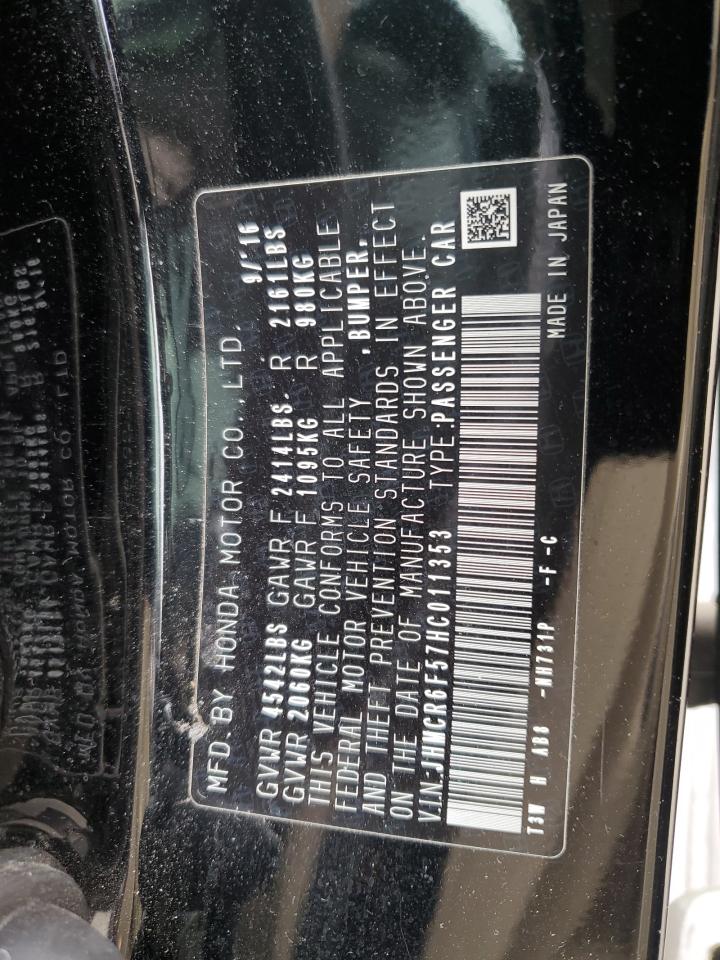 MFD. BY HONDA MOTOR CO., LTD. 9/16
GVWR 4542LBS GAWR F 2414LBS. R 2161LBS
GVWR 2060KG GAWR F 1095KG R 980KG
THIS VEHICLE CONFORMS TO ALL APPLICABLE
FEDERAL MOTOR VEHICLE SAFETY ,BUMPER,
AND THEFT PREVENTION STANDARDS IN EFFECT
ON THE DATE OF MANUFACTURE SHOWN ABOVE.
V.I.N.:JHMCR6F57HC011353 TYPE:PASSENGER CAR
T3W H A38 -NH731P -F-C MADE IN JAPAN